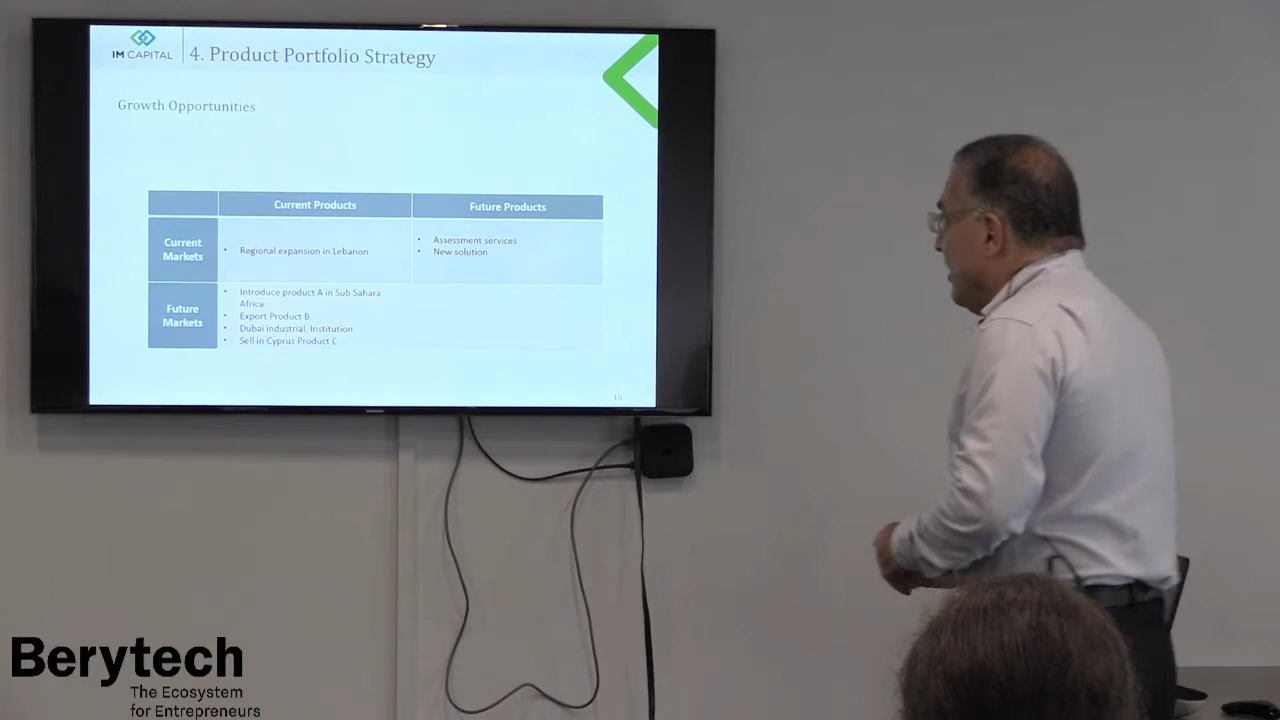 IM CAPITAL
4. Product Portfolio Strategy
Growth Opportunities
Current Products
Future Products
Current
Markets
• Regional expansion in Lebanon
• Assessment services
• New solution
Future
Markets
• Introduce product A in Sub Sahara
Africa
• Export Product B
• Dubai industrial, Institution
• Sell in Cyprus Product C
10
Berytech
The Ecosystem
for Entrepreneurs